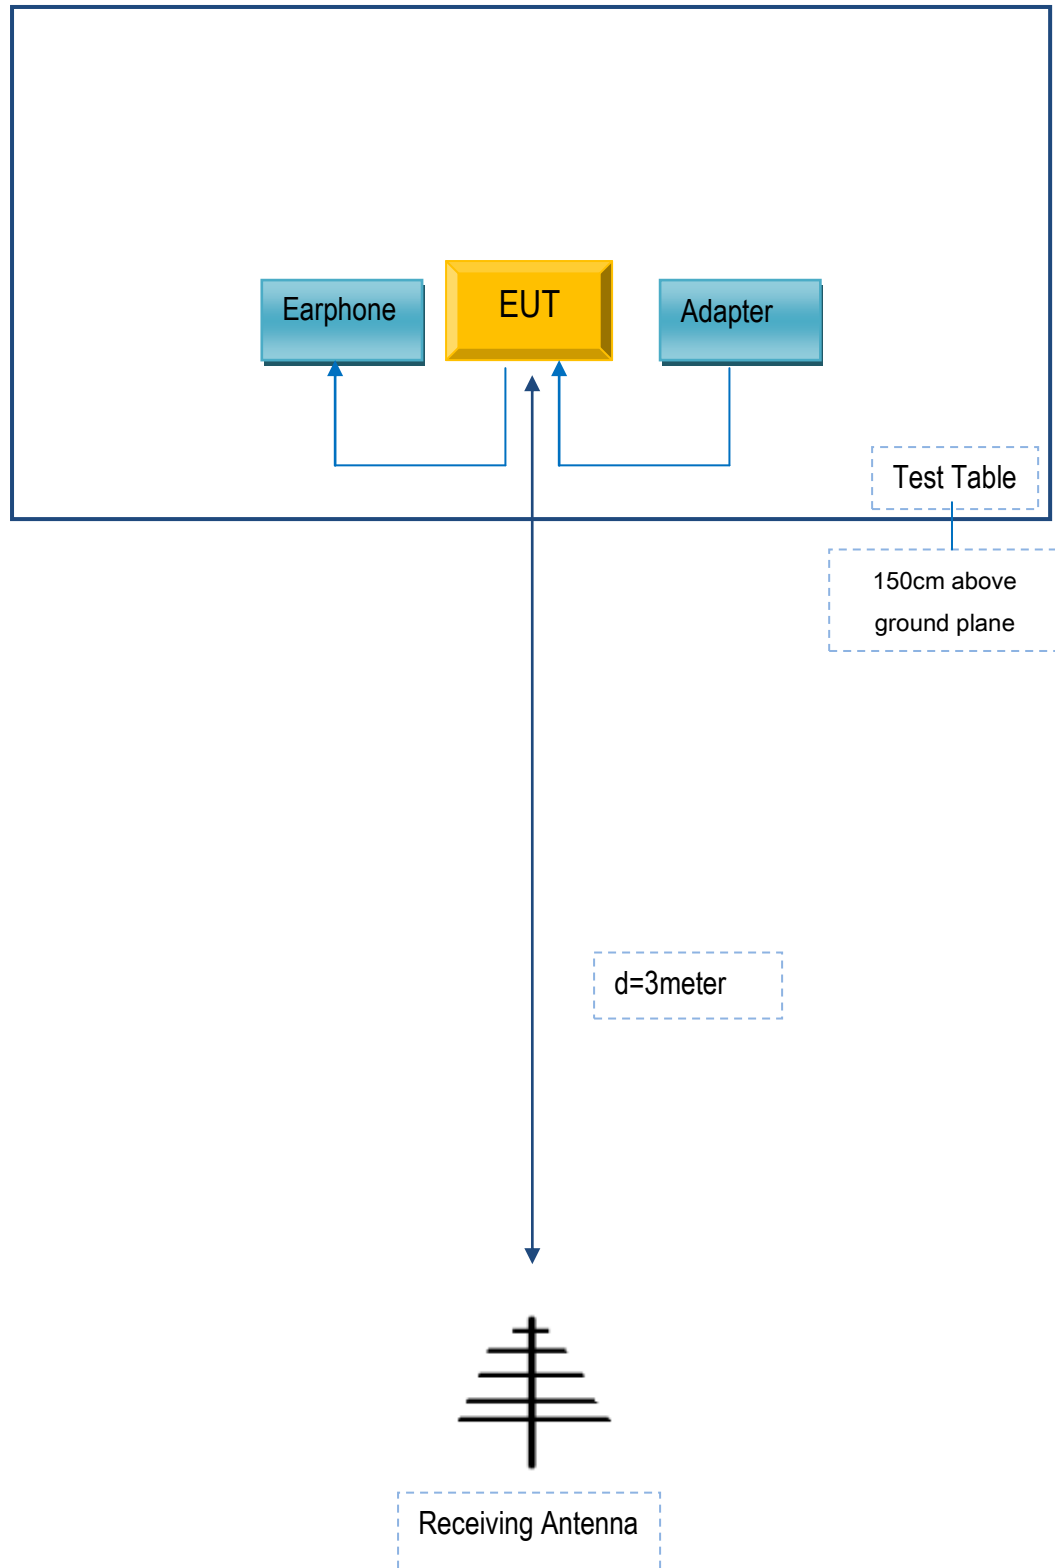 Earphone
EUT
Adapter
Test Table
150cm above
ground plane
d=3meter
Receiving Antenna